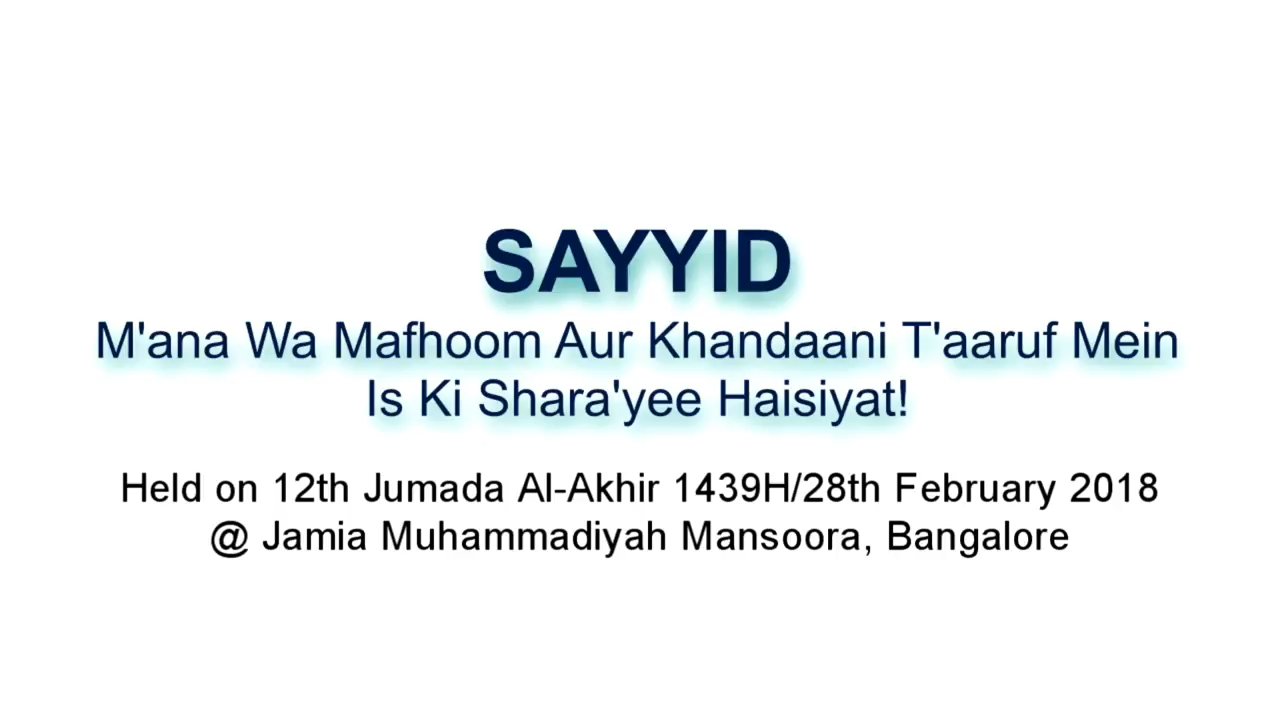 SAYYID
M'ana Wa Mafhoom Aur Khandaani T'aaruf Mein
Is Ki Shara'yee Haisiyat!
Held on 12th Jumada Al-Akhir 1439H/28th February 2018
@ Jamia Muhammadiyah Mansoora, Bangalore